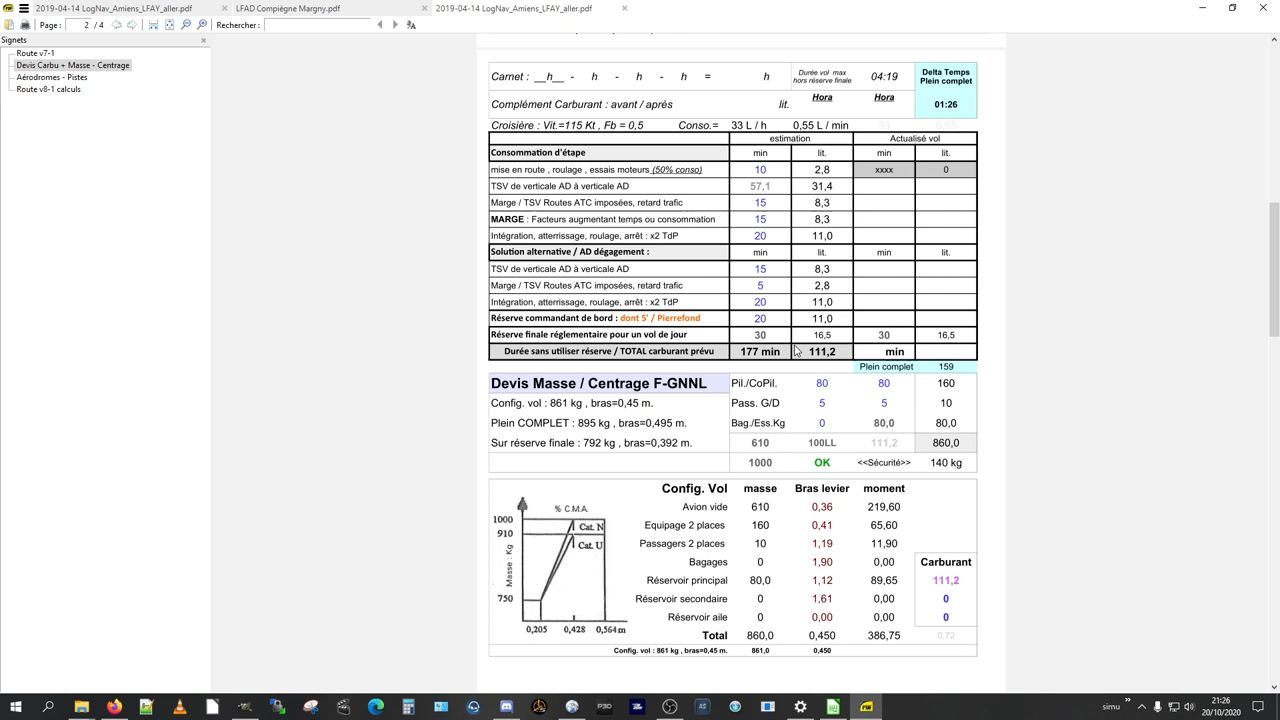 2019-04-14 LogNav_Amiens_LFAY_aller.pdf
LFAD Compiègne Margny.pdf
2019-04-14 LogNav_Amiens_LFAY_aller.pdf
Page : 2 / 4
Rechercher :
Signets
Route v7-1
Devis Carbu + Masse - Centrage
Aérodromes - Pistes
Route v8-1 calculs
Carnet : __h__ - h - h - h = h
Durée vol max hors réserve finale
04:19
Delta Temps Plein complet
Hora Hora
Complément Carburant : avant / après lit.
01:26
Croisière : Vit.=115 Kt , Fb = 0,5 Conso.= 33 L / h 0,55 L / min 33 0,55
estimation Actualisé vol
Consommation d'étape min lit. min lit.
mise en route , roulage , essais moteurs (50% conso) 10 2,8 xxxx 0
TSV de verticale AD à verticale AD 57,1 31,4
Marge / TSV Routes ATC imposées, retard trafic 15 8,3
MARGE : Facteurs augmentant temps ou consommation 15 8,3
Intégration, atterrissage, roulage, arrêt : x2 TdP 20 11,0
Solution alternative / AD dégagement : min lit. min lit.
TSV de verticale AD à verticale AD 15 8,3
Marge / TSV Routes ATC imposées, retard trafic 5 2,8
Intégration, atterrissage, roulage, arrêt : x2 TdP 20 11,0
Réserve commandant de bord : dont 5' / Pierrefond 20 11,0
Réserve finale réglementaire pour un vol de jour 30 16,5 30 16,5
Durée sans utiliser réserve / TOTAL carburant prévu 177 min 111,2 min
Plein complet 159
Devis Masse / Centrage F-GNNL Pil./CoPil. 80 80 160
Config. vol : 861 kg , bras=0,45 m. Pass. G/D 5 5 10
Plein COMPLET : 895 kg , bras=0,495 m. Bag./Ess.Kg 0 80,0 80,0
Sur réserve finale : 792 kg , bras=0,392 m. 610 100LL 111,2 860,0
1000 OK <<Sécurité>> 140 kg
Config. Vol masse Bras levier moment
Avion vide 610 0,36 219,60
Equipage 2 places 160 0,41 65,60
Passagers 2 places 10 1,19 11,90
Bagages 0 1,90 0,00 Carburant
Réservoir principal 80,0 1,12 89,65 111,2
Réservoir secondaire 0 1,61 0,00 0
Réservoir aile 0 0,00 0,00 0
Total 860,0 0,450 386,75 0,72
Config. vol : 861 kg , bras=0,45 m. 861,0 0,450
% C.M.A.
1000
910
750
Masse : Kg
Cat. N
Cat. U
0,205 0,428 0,564 m
simu
21:26
20/10/2020